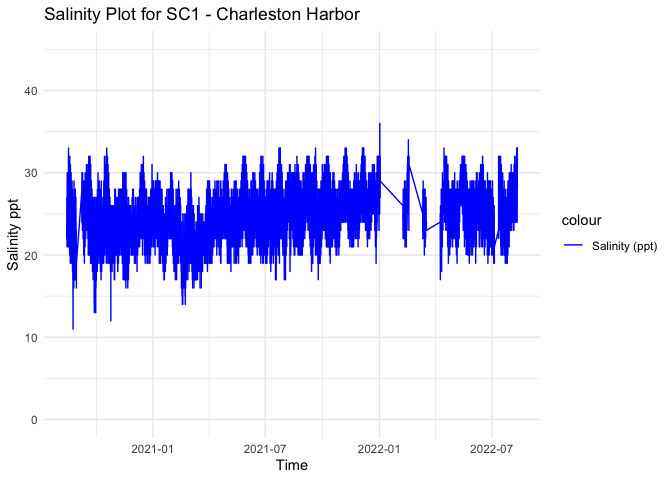 Salinity Plot for SC1 - Charleston Harbor
Salinity ppt
40
30
20
10
0
2021-01
2021-07
2022-01
2022-07
Time
colour
Salinity (ppt)